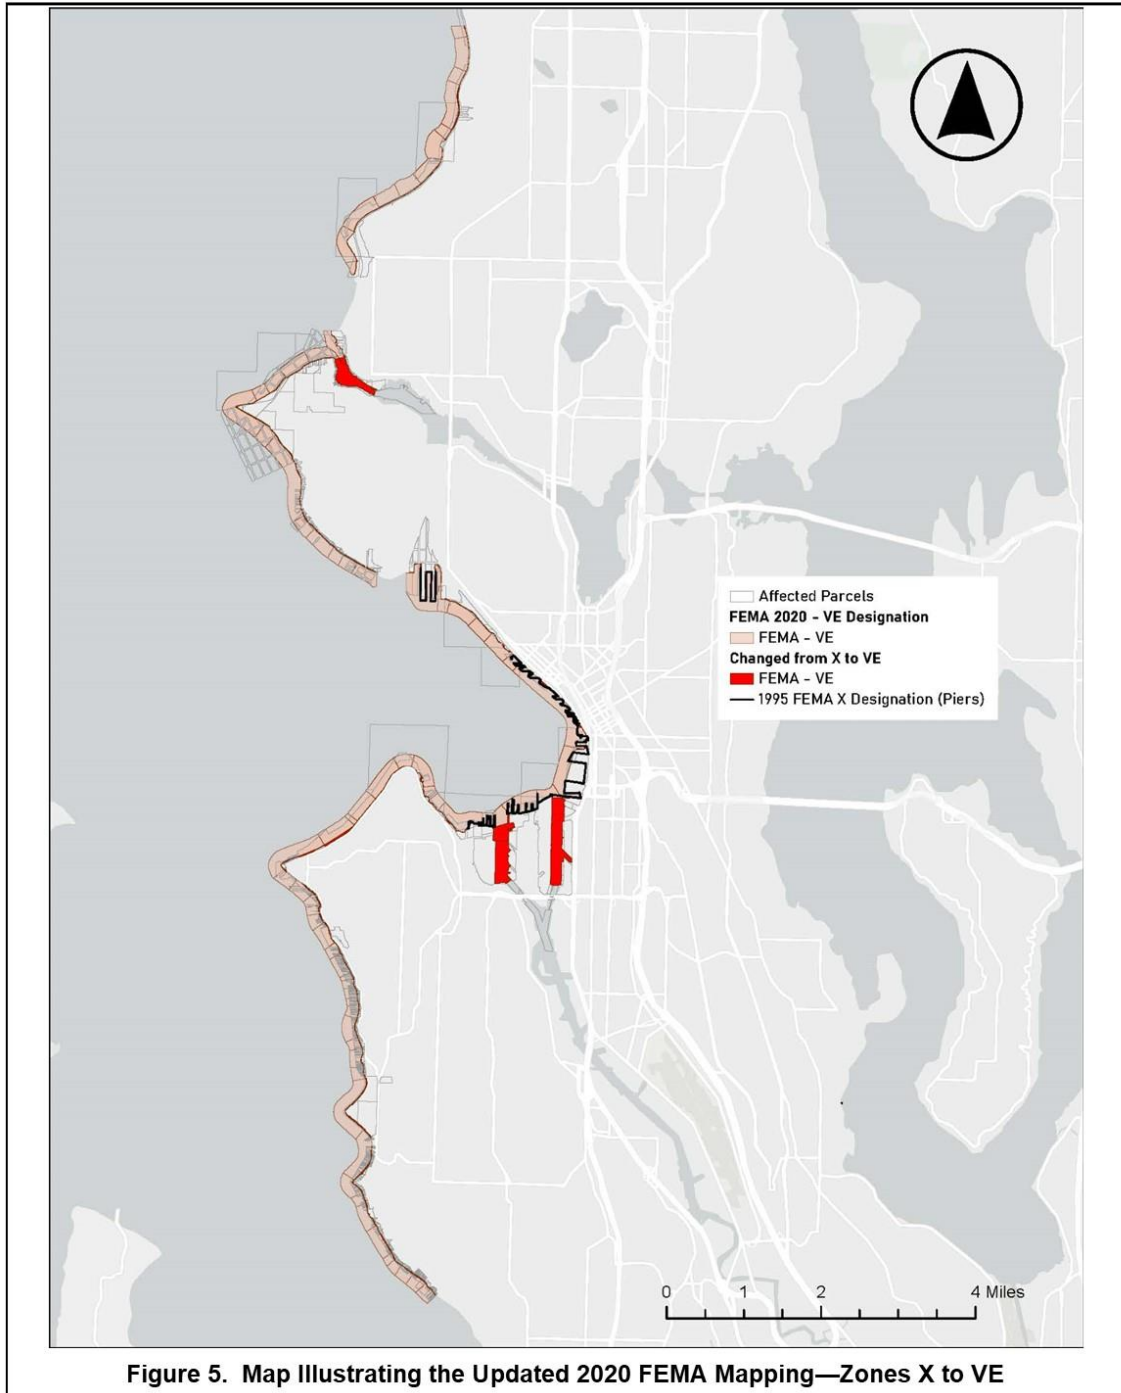 Affected Parcels
FEMA 2020 - VE Designation
FEMA - VE
Changed from X to VE
FEMA - VE
1995 FEMA X Designation (Piers)
0 1 2 4 Miles
Figure 5. Map Illustrating the Updated 2020 FEMA Mapping—Zones X to VE